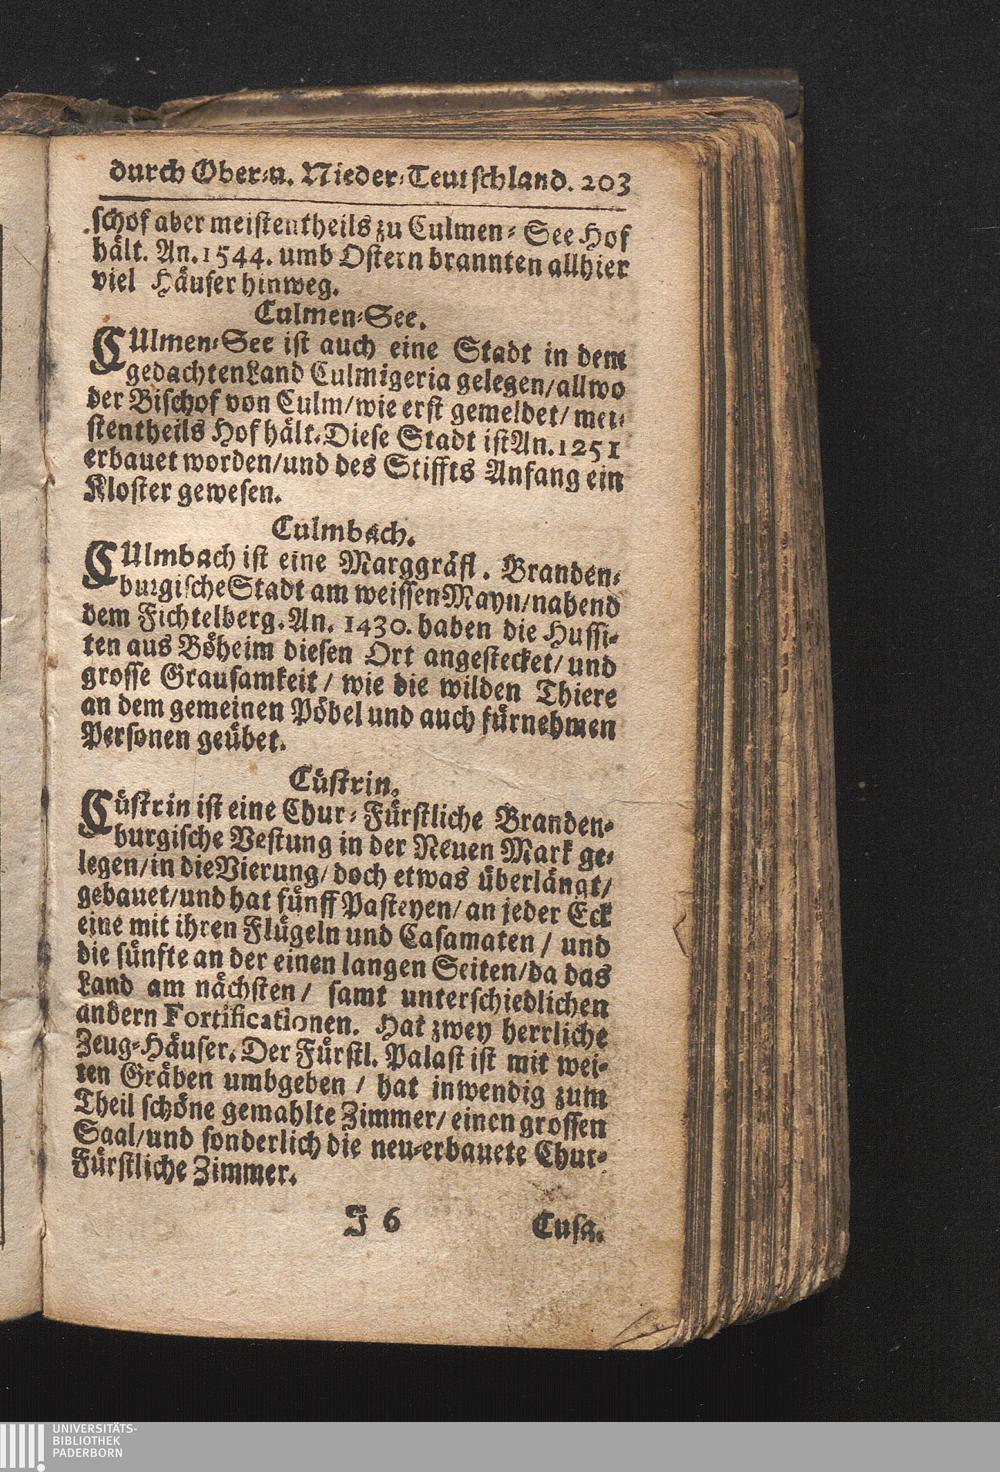 durch Ober-u. Nieder-Teutschland. 203
schof aber meistentheils zu Culmen-See Hof
hält. An. 1544. umb Ostern brannten allhier
viel Häuser hinweg.
Culmen-See.
CUlmen-See ist auch eine Stadt in dem
gedachten Land Culmigeria gelegen/allwo
der Bischof von Culm/wie erst gemeldet/mei-
stentheils Hof hält. Diese Stadt ist An. 1251
erbauet worden/und des Stiffts Anfang ein
Kloster gewesen.
Culmbach.
CUlmbach ist eine Marggräfl. Branden-
burgische Stadt am weissen Mayn/nahend
dem Fichtelberg. An. 1430. haben die Hussi-
ten aus Böheim diesen Ort angestecket/und
grosse Grausamkeit/wie die wilden Thiere
an dem gemeinen Pöbel und auch fürnehmen
Personen geübet.
Cüstrin.
Cüstrin ist eine Chur-Fürstliche Branden-
burgische Vestung in der Neuen Mark ge-
legen/in die Vierung/doch etwas überlängt/
gebauet/und hat fünff Pasteyen/an jeder Eck
eine mit ihren Flügeln und Casamaten/und
die fünfte an der einen langen Seiten/da das
Land am nächsten/ samt unterschiedlichen
andern Fortificationen. Hat zwey herrliche
Zeug-Häuser. Der Fürstl. Palast ist mit wei-
ten Gräben umbgeben/hat inwendig zum
Theil schöne gemahlte Zimmer/einen grossen
Saal/und sonderlich die neu-erbauete Chur-
Fürstliche Zimmer.
J 6 Cusa.
UNIVERSITÄTS-
BIBLIOTHEK
PADERBORN